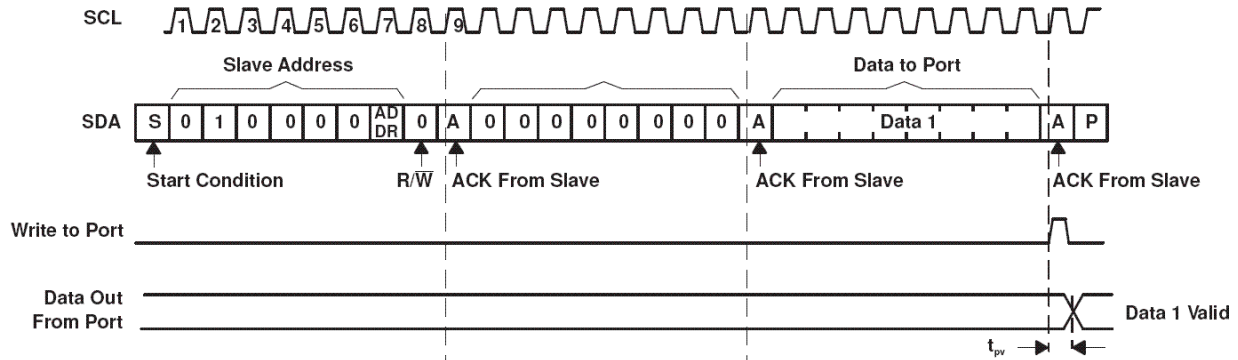 SCL 1 2 3 4 5 6 7 8 9
Slave Address Data to Port
SDA S 0 1 0 0 0 0 AD DR 0 A 0 0 0 0 0 0 0 0 A Data 1 A P
Start Condition R/W̅ ACK From Slave ACK From Slave ACK From Slave
Write to Port
Data Out
From Port
Data 1 Valid
tpv